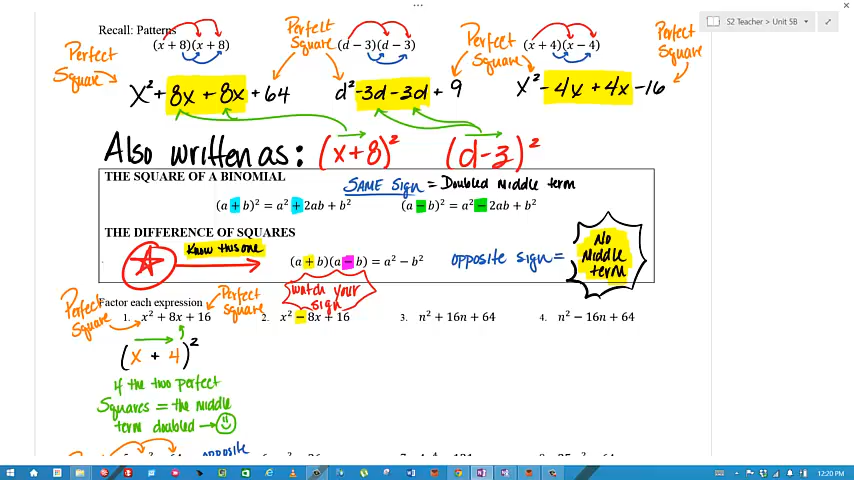 S2 Teacher > Unit 5B
Recall: Patterns
Perfect Square
Perfect Square
Perfect Square
Perfect Square
(x + 8)(x + 8)
(d − 3)(d − 3)
(x + 4)(x − 4)
x² + 8x + 8x + 64
d² - 3d - 3d + 9
x² - 4x + 4x - 16
Also written as: (x+8)² (d-3)²
THE SQUARE OF A BINOMIAL
SAME SIGN = Doubled Middle term
(a + b)² = a² + 2ab + b²
(a − b)² = a² − 2ab + b²
THE DIFFERENCE OF SQUARES
Know this one
(a + b)(a − b) = a² − b²
opposite sign =
No
Middle
term
Watch your
sign
Factor each expression
Perfect Square
Perfect Square
1. x² + 8x + 16
2. x² − 8x + 16
3. n² + 16n + 64
4. n² − 16n + 64
(x + 4)²
if the two perfect
Squares = the middle
term doubled →
opposite
12:20 PM